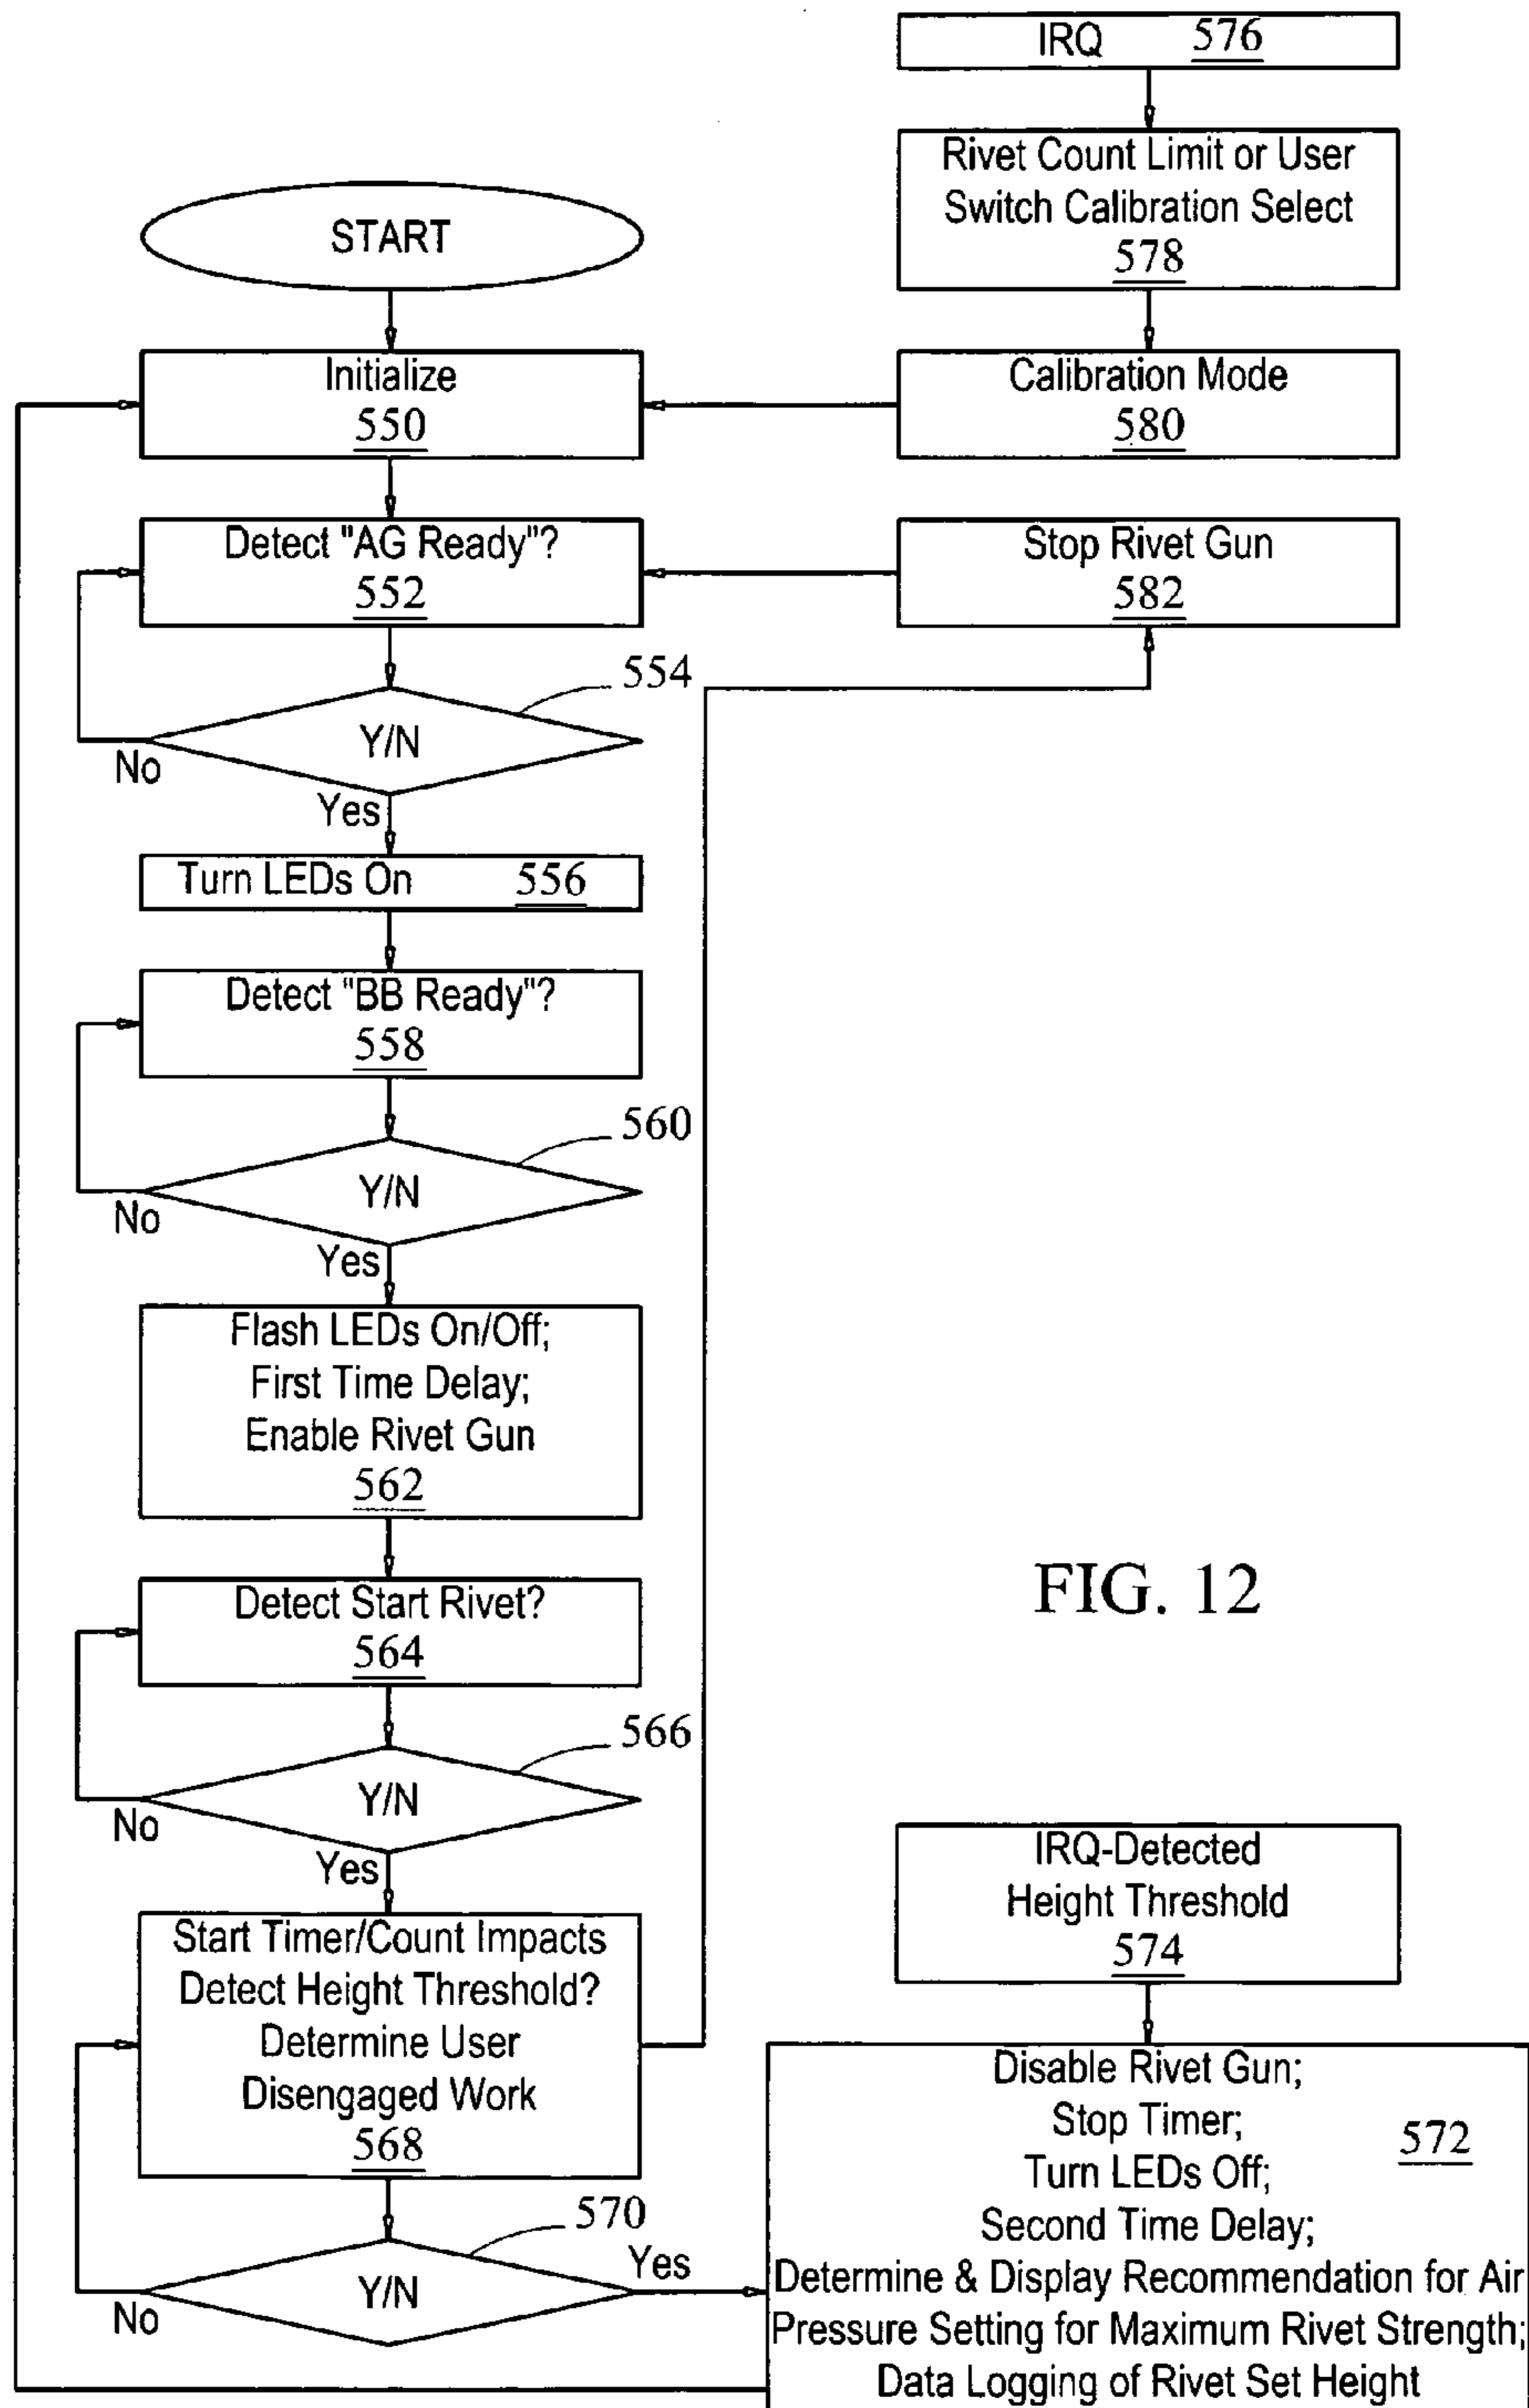 IRQ 576
Rivet Count Limit or User
Switch Calibration Select
578
START
Initialize
550
Calibration Mode
580
Detect "AG Ready"?
552
Stop Rivet Gun
582
554
Y/N
No
Yes
Turn LEDs On 556
Detect "BB Ready"?
558
560
Y/N
No
Yes
Flash LEDs On/Off;
First Time Delay;
Enable Rivet Gun
562
FIG. 12
Detect Start Rivet?
564
566
Y/N
No
Yes
IRQ-Detected
Height Threshold
574
Start Timer/Count Impacts
Detect Height Threshold?
Determine User
Disengaged Work
568
570
Y/N
No
Yes
Disable Rivet Gun;
Stop Timer;
572
Turn LEDs Off;
Second Time Delay;
Determine & Display Recommendation for Air
Pressure Setting for Maximum Rivet Strength;
Data Logging of Rivet Set Height